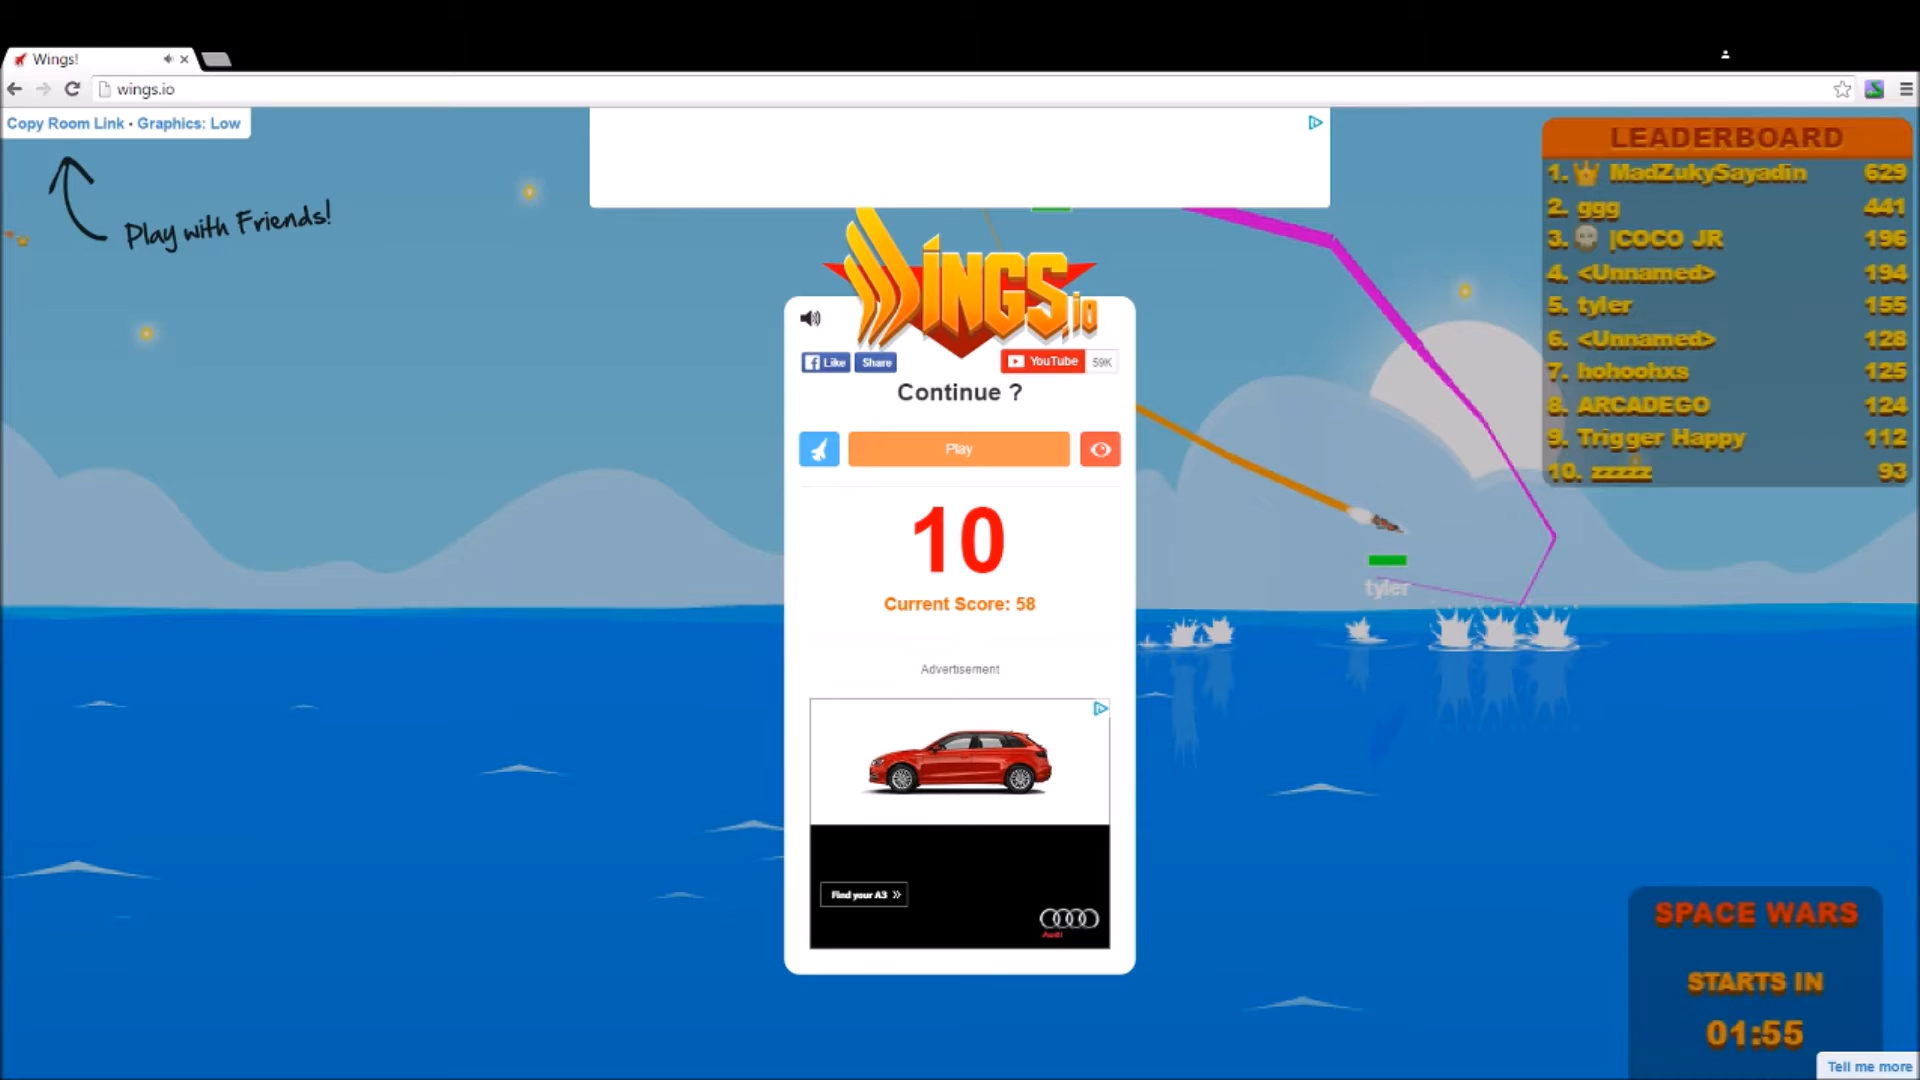 Wings!
wings.io
Copy Room Link • Graphics: Low
Play with Friends!
WiNGS.io
Like Share
YouTube 59K
Continue ?
Play
10
Current Score: 58
Advertisement
Find your A3 »
Audi
tyler
LEADERBOARD
1. MadZukySayadin 629
2. ggg 441
3. |COCO JR 196
4. <Unnamed> 194
5. tyler 155
6. <Unnamed> 128
7. hohoohxs 125
8. ARCADEGO 124
9. Trigger Happy 112
10. zzzzz 93
SPACE WARS
STARTS IN
01:55
Tell me more